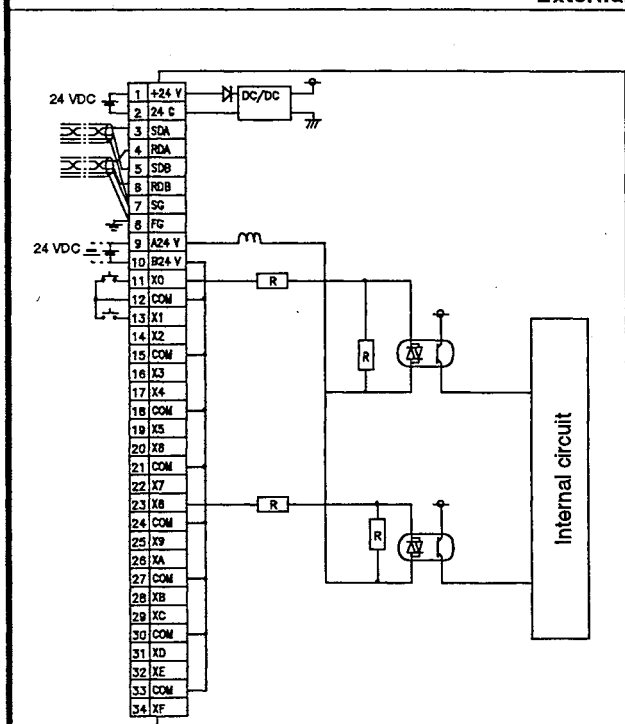 24 VDC
1 +24 V
DC/DC
2 24 G
3 SDA
4 RDA
5 SDB
6 RDB
7 SG
8 FG
24 VDC
9 A24 V
10 B24 V
11 X0
R
12 COM
13 X1
14 X2
15 COM
R
16 X3
17 X4
18 COM
19 X5
20 X6
21 COM
22 X7
23 X8
R
24 COM
25 X9
R
26 XA
27 COM
28 XB
29 XC
30 COM
31 XD
32 XE
33 COM
34 XF
Internal circuit